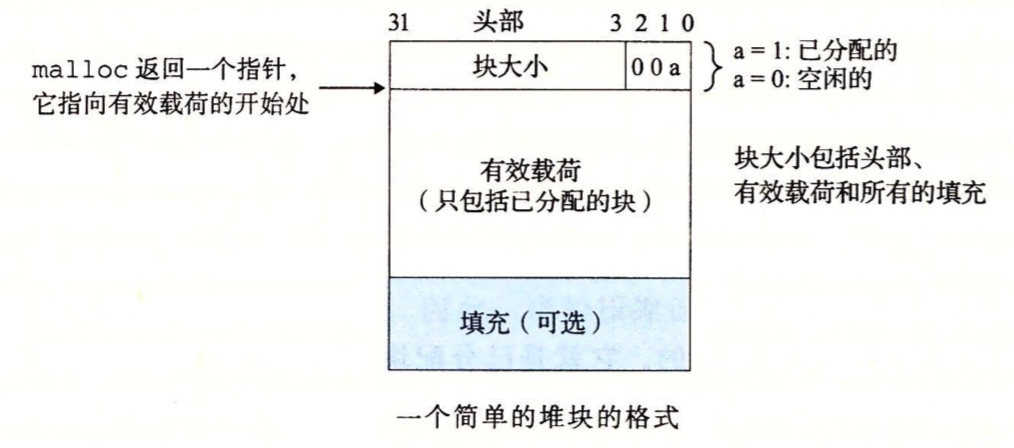 31 头部 3 2 1 0
malloc 返回一个指针，
它指向有效载荷的开始处
块大小
0 0 a
a = 1: 已分配的
a = 0: 空闲的
有效载荷
（只包括已分配的块）
块大小包括头部、
有效载荷和所有的填充
填充（可选）
一个简单的堆块的格式